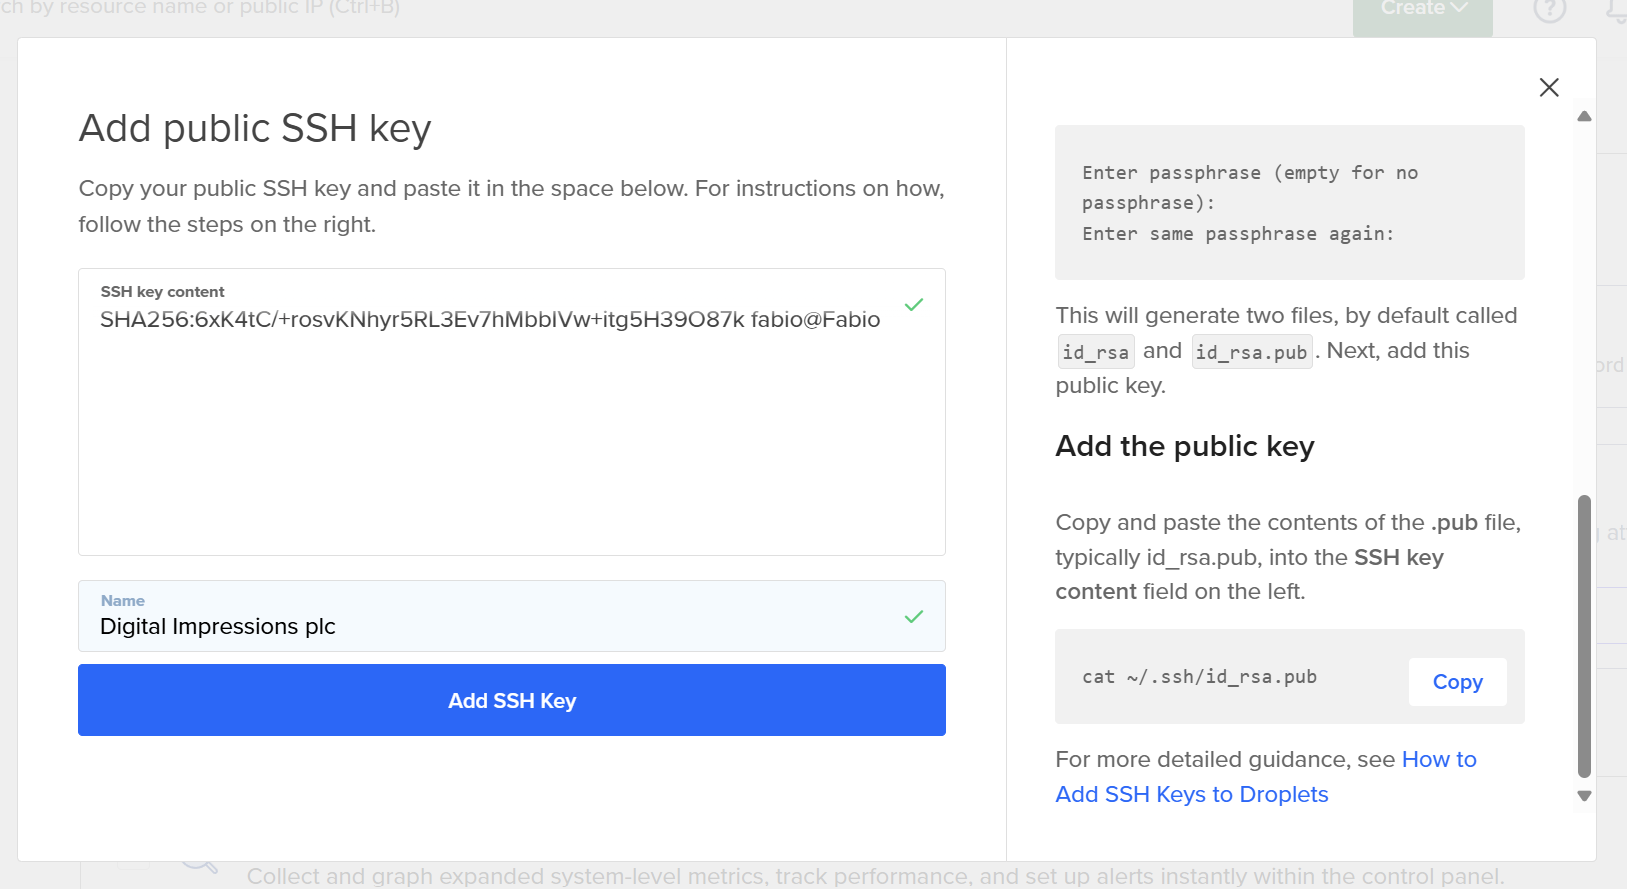 ch by resource name or public IP (Ctrl+B)
Create
?
Add public SSH key
Copy your public SSH key and paste it in the space below. For instructions on how,
follow the steps on the right.
SSH key content
SHA256:6xK4tC/+rosvKNhyr5RL3Ev7hMbblVw+itg5H39O87k fabio@Fabio
Name
Digital Impressions plc
Add SSH Key
Enter passphrase (empty for no
passphrase):
Enter same passphrase again:
This will generate two files, by default called
id_rsa and id_rsa.pub. Next, add this
public key.
Add the public key
Copy and paste the contents of the .pub file,
typically id_rsa.pub, into the SSH key
content field on the left.
cat ~/.ssh/id_rsa.pub
Copy
For more detailed guidance, see How to
Add SSH Keys to Droplets
Collect and graph expanded system-level metrics, track performance, and set up alerts instantly within the control panel.